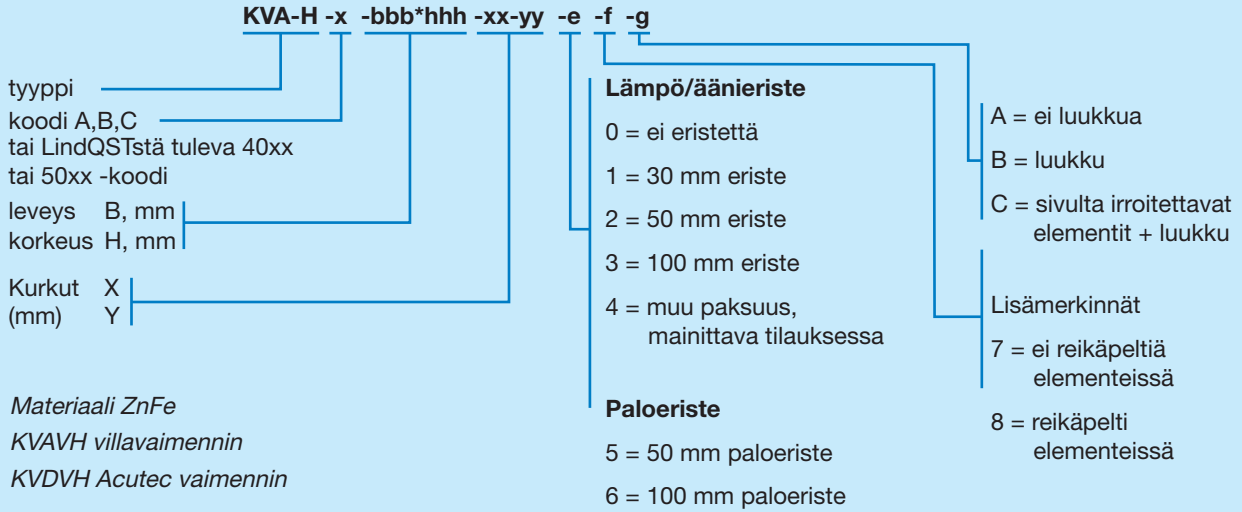 KVA-H -x -bbb*hhh -xx-yy -e -f -g
tyyppi
koodi A,B,C
tai LindQSTstä tuleva 40xx
tai 50xx -koodi
leveys B, mm
korkeus H, mm
Kurkut X
(mm) Y
Materiaali ZnFe
KVAVH villavaimennin
KVDVH Acutec vaimennin
Lämpö/äänieriste
0 = ei eristettä
1 = 30 mm eriste
2 = 50 mm eriste
3 = 100 mm eriste
4 = muu paksuus,
mainittava tilauksessa
Paloeriste
5 = 50 mm paloeriste
6 = 100 mm paloeriste
A = ei luukkua
B = luukku
C = sivulta irroitettavat
elementit + luukku
Lisämerkinnät
7 = ei reikäpeltiä
elementeissä
8 = reikäpelti
elementeissä